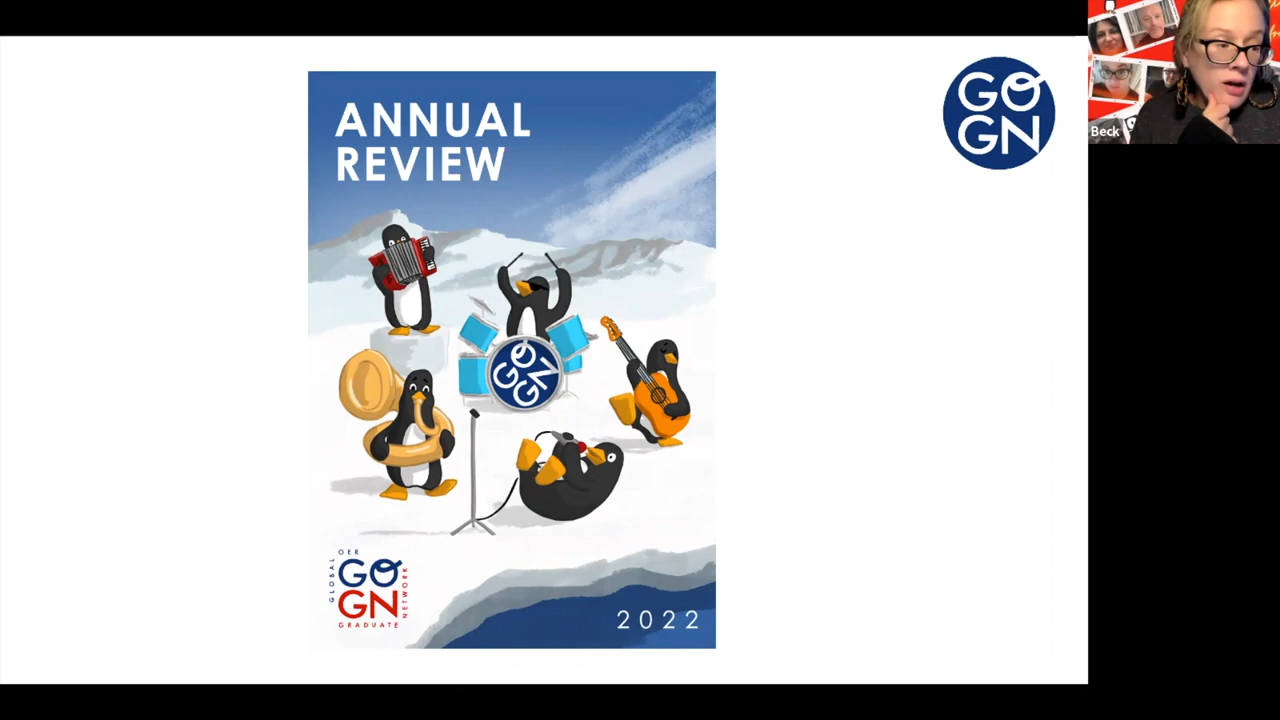 ANNUAL
REVIEW
GO
GN
Beck
GO
GN
OER
GLOBAL
GO
GN
NETWORK
GRADUATE
2022